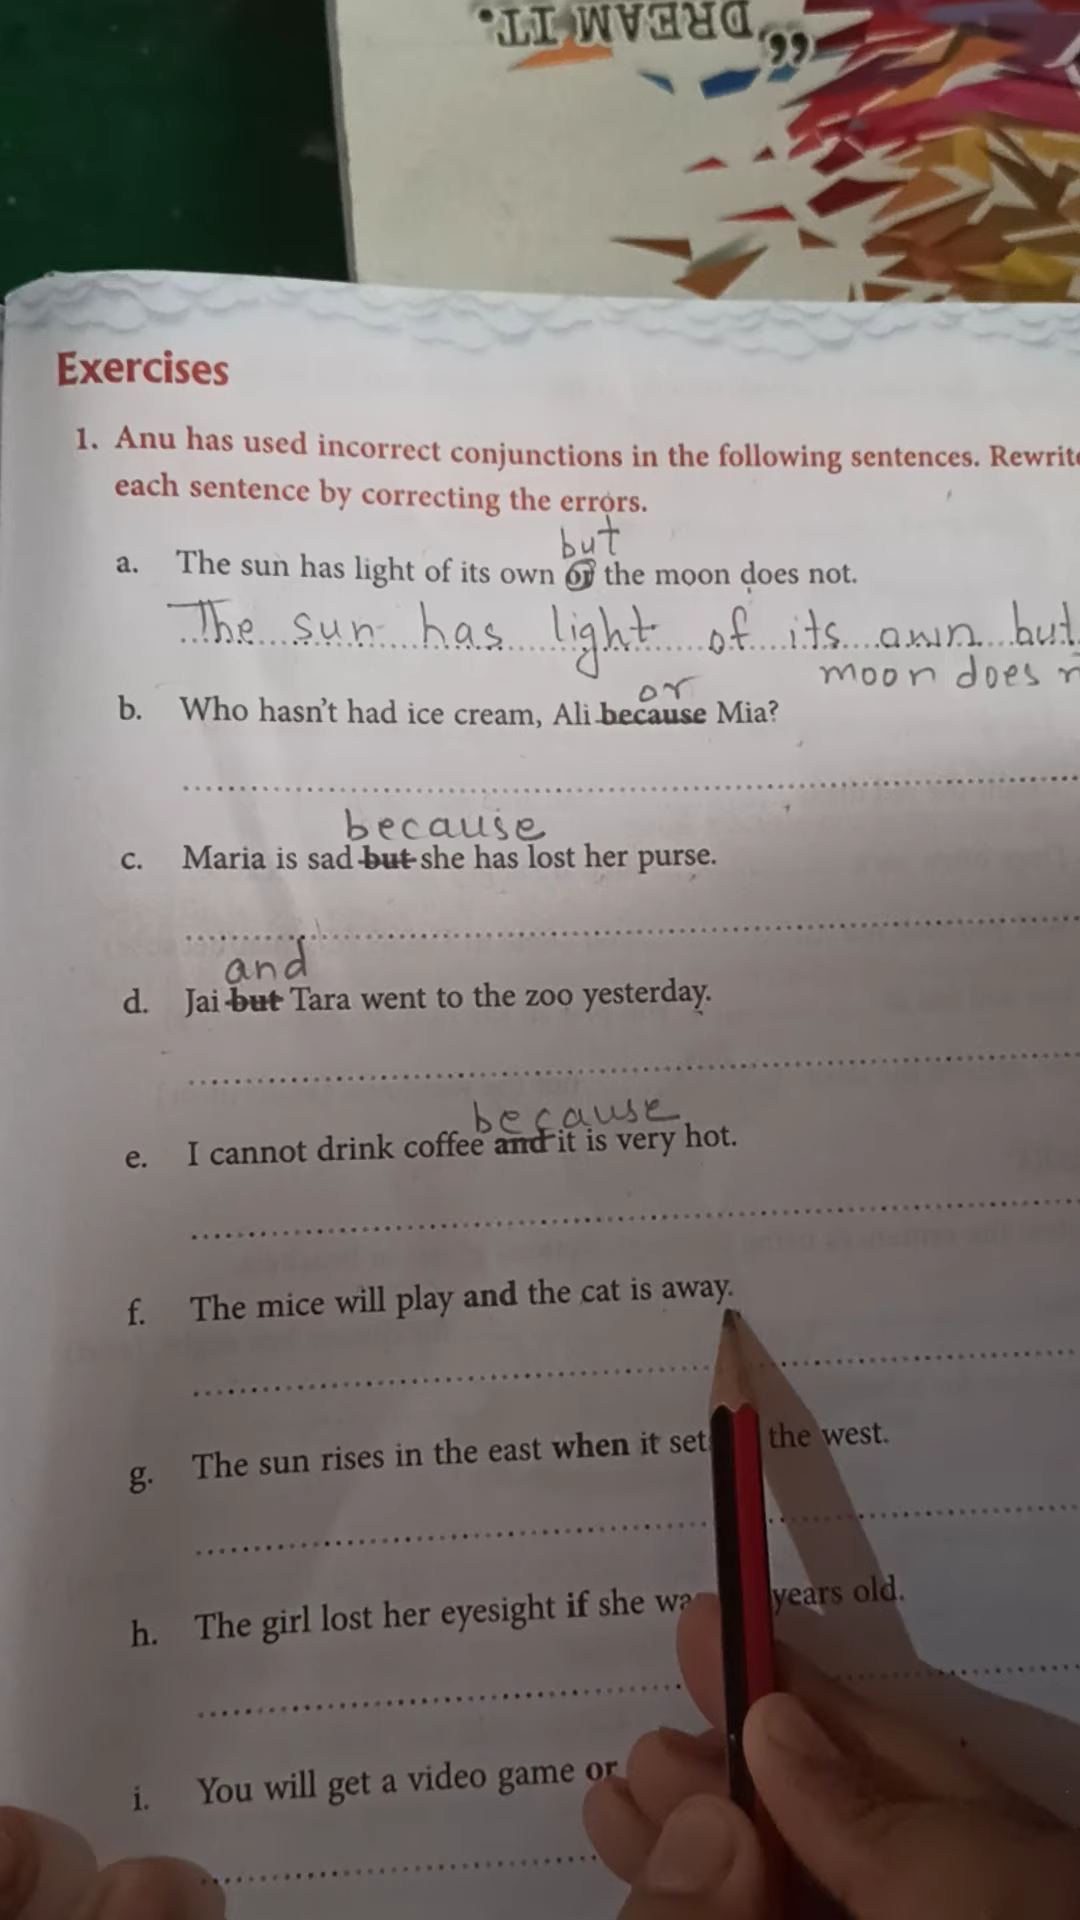 "DREAM IT.
Exercises
1. Anu has used incorrect conjunctions in the following sentences. Rewrite
each sentence by correcting the errors.
but
a. The sun has light of its own or the moon does not.
The sun has light of its own but
moon does
or
b. Who hasn't had ice cream, Ali because Mia?
because
c. Maria is sad but she has lost her purse.
and
d. Jai but Tara went to the zoo yesterday.
because
e. I cannot drink coffee and it is very hot.
f. The mice will play and the cat is away.
g. The sun rises in the east when it the west.
h. The girl lost her eyesight if she years old.
i. You will get a video game or